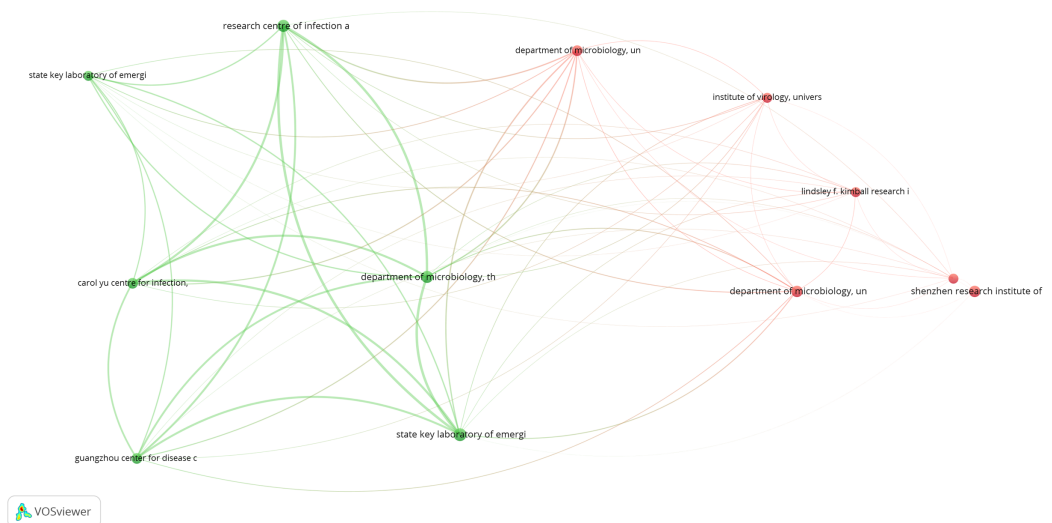 research centre of infection a
department of microbiology, un
state key laboratory of emergi
institute of virology, univers
lindsley f. kimball research i
department of microbiology, th
carol yu centre for infection,
department of microbiology, un
shenzhen research institute of
state key laboratory of emergi
guangzhou center for disease c
VOSviewer